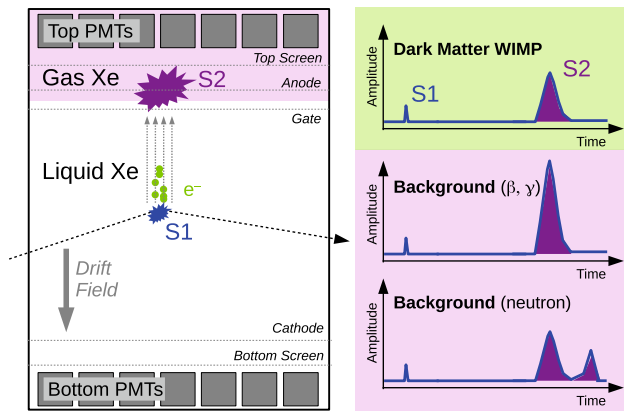 Top PMTs
Top Screen
Gas Xe
S2
Anode
Gate
Liquid Xe
e⁻
S1
Drift
Field
Cathode
Bottom Screen
Bottom PMTs
Amplitude
Dark Matter WIMP
S1
S2
Time
Amplitude
Background (β, γ)
Time
Amplitude
Background (neutron)
Time